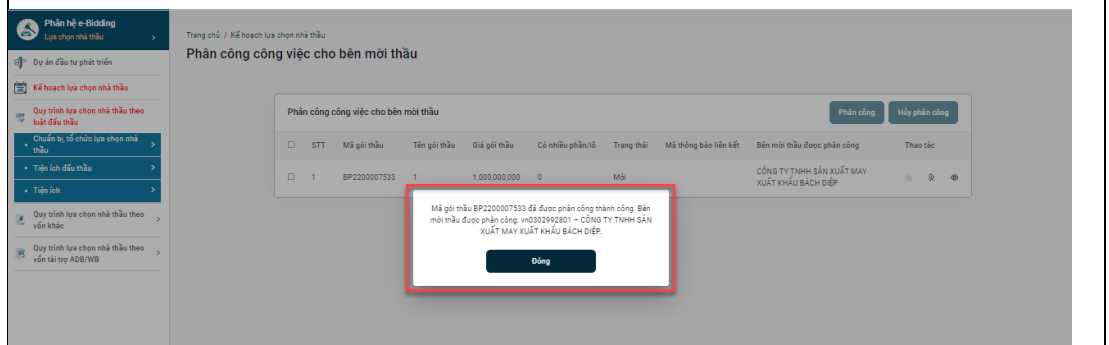 Phân hệ e-Bidding
Lựa chọn nhà thầu
Trang chủ / Kế hoạch lựa chọn nhà thầu
Phân công công việc cho bên mời thầu
Dự án đầu tư phát triển
Kế hoạch lựa chọn nhà thầu
Quy trình lựa chọn nhà thầu theo
luật đấu thầu
Chuẩn bị, tổ chức lựa chọn nhà
thầu
Tiện ích đấu thầu
Tiện ích
Quy trình lựa chọn nhà thầu theo
vốn khác
Quy trình lựa chọn nhà thầu theo
vốn tài trợ ADB/WB
Phân công công việc cho bên mời thầu
Phân công
Hủy phân công
STT Mã gói thầu Tên gói thầu Giá gói thầu Có nhiều phần/lô Trạng thái Mã thông báo liên kết Bên mời thầu được phân công Thao tác
1 BP2200007533 1 1,000,000,000 0 Mới CÔNG TY TNHH SẢN XUẤT MAY
XUẤT KHẨU BÁCH DIỆP
Mã gói thầu BP2200007533 đã được phân công thành công. Bên
mời thầu được phân công: vn0302992801 – CÔNG TY TNHH SẢN
XUẤT MAY XUẤT KHẨU BÁCH DIỆP.
Đóng